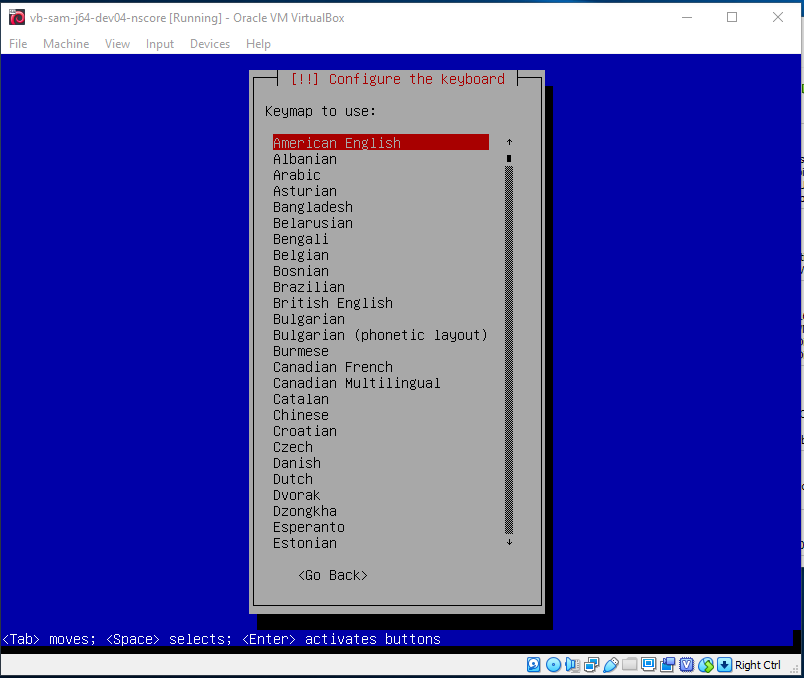 vb-sam-j64-dev04-nscore [Running] - Oracle VM VirtualBox
File Machine View Input Devices Help
[!!] Configure the keyboard
Keymap to use:
American English
Albanian
Arabic
Asturian
Bangladesh
Belarusian
Bengali
Belgian
Bosnian
Brazilian
British English
Bulgarian
Bulgarian (phonetic layout)
Burmese
Canadian French
Canadian Multilingual
Catalan
Chinese
Croatian
Czech
Danish
Dutch
Dvorak
Dzongkha
Esperanto
Estonian
<Go Back>
<Tab> moves; <Space> selects; <Enter> activates buttons
Right Ctrl